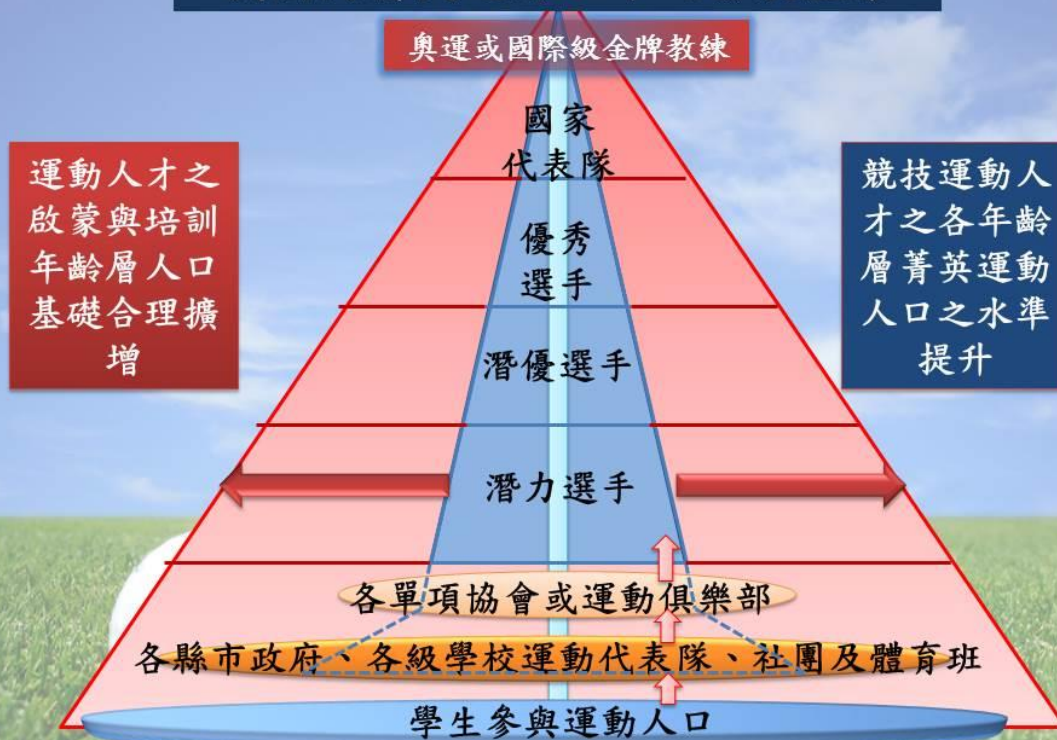 奧運或國際級金牌教練
國家
代表隊
運動人才之
啟蒙與培訓
年齡層人口
基礎合理擴
增
競技運動人
才之各年齡
層菁英運動
人口之水準
提升
優秀
選手
潛優選手
潛力選手
各單項協會或運動俱樂部
各縣市政府、各級學校運動代表隊、社團及體育班
學生參與運動人口